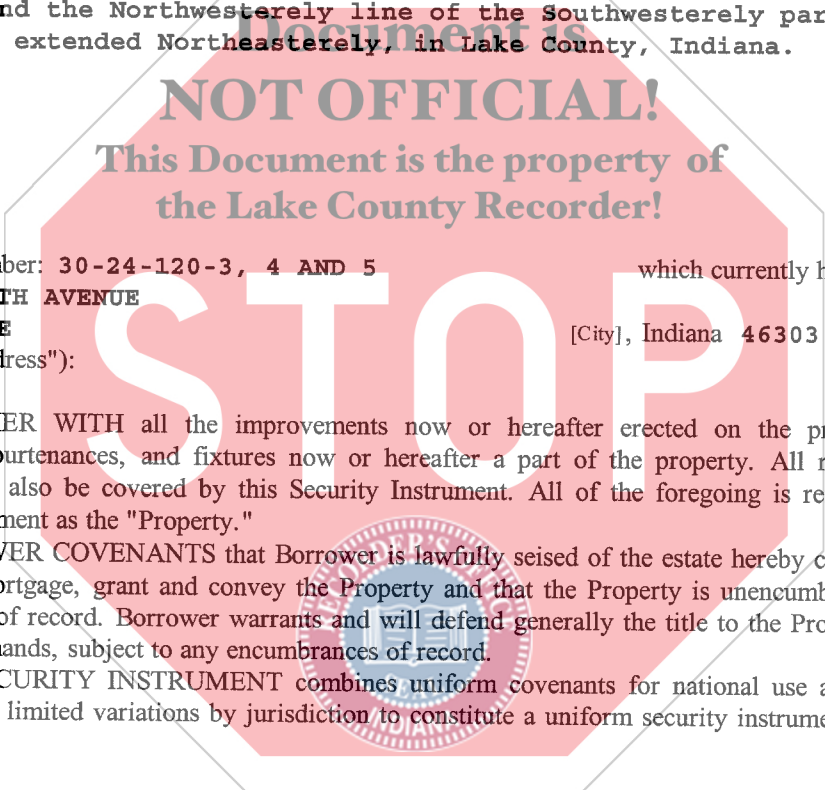 nd the Northwesterely line of the Southwesterely par
extended Northeasterely, in Lake County, Indiana.
Document is
NOT OFFICIAL!
This Document is the property of
the Lake County Recorder!
ber: 30-24-120-3, 4 AND 5 which currently h
TH AVENUE
E [City], Indiana 46303
dress"):
STOP
ER WITH all the improvements now or hereafter erected on the pr
ourtenances, and fixtures now or hereafter a part of the property. All r
also be covered by this Security Instrument. All of the foregoing is re
ment as the "Property."
VER COVENANTS that Borrower is lawfully seised of the estate hereby c
ortgage, grant and convey the Property and that the Property is unencumb
of record. Borrower warrants and will defend generally the title to the Pro
ands, subject to any encumbrances of record.
CURITY INSTRUMENT combines uniform covenants for national use a
limited variations by jurisdiction to constitute a uniform security instrume
RECORDER'S OFFICE
SEAL
INDIANA